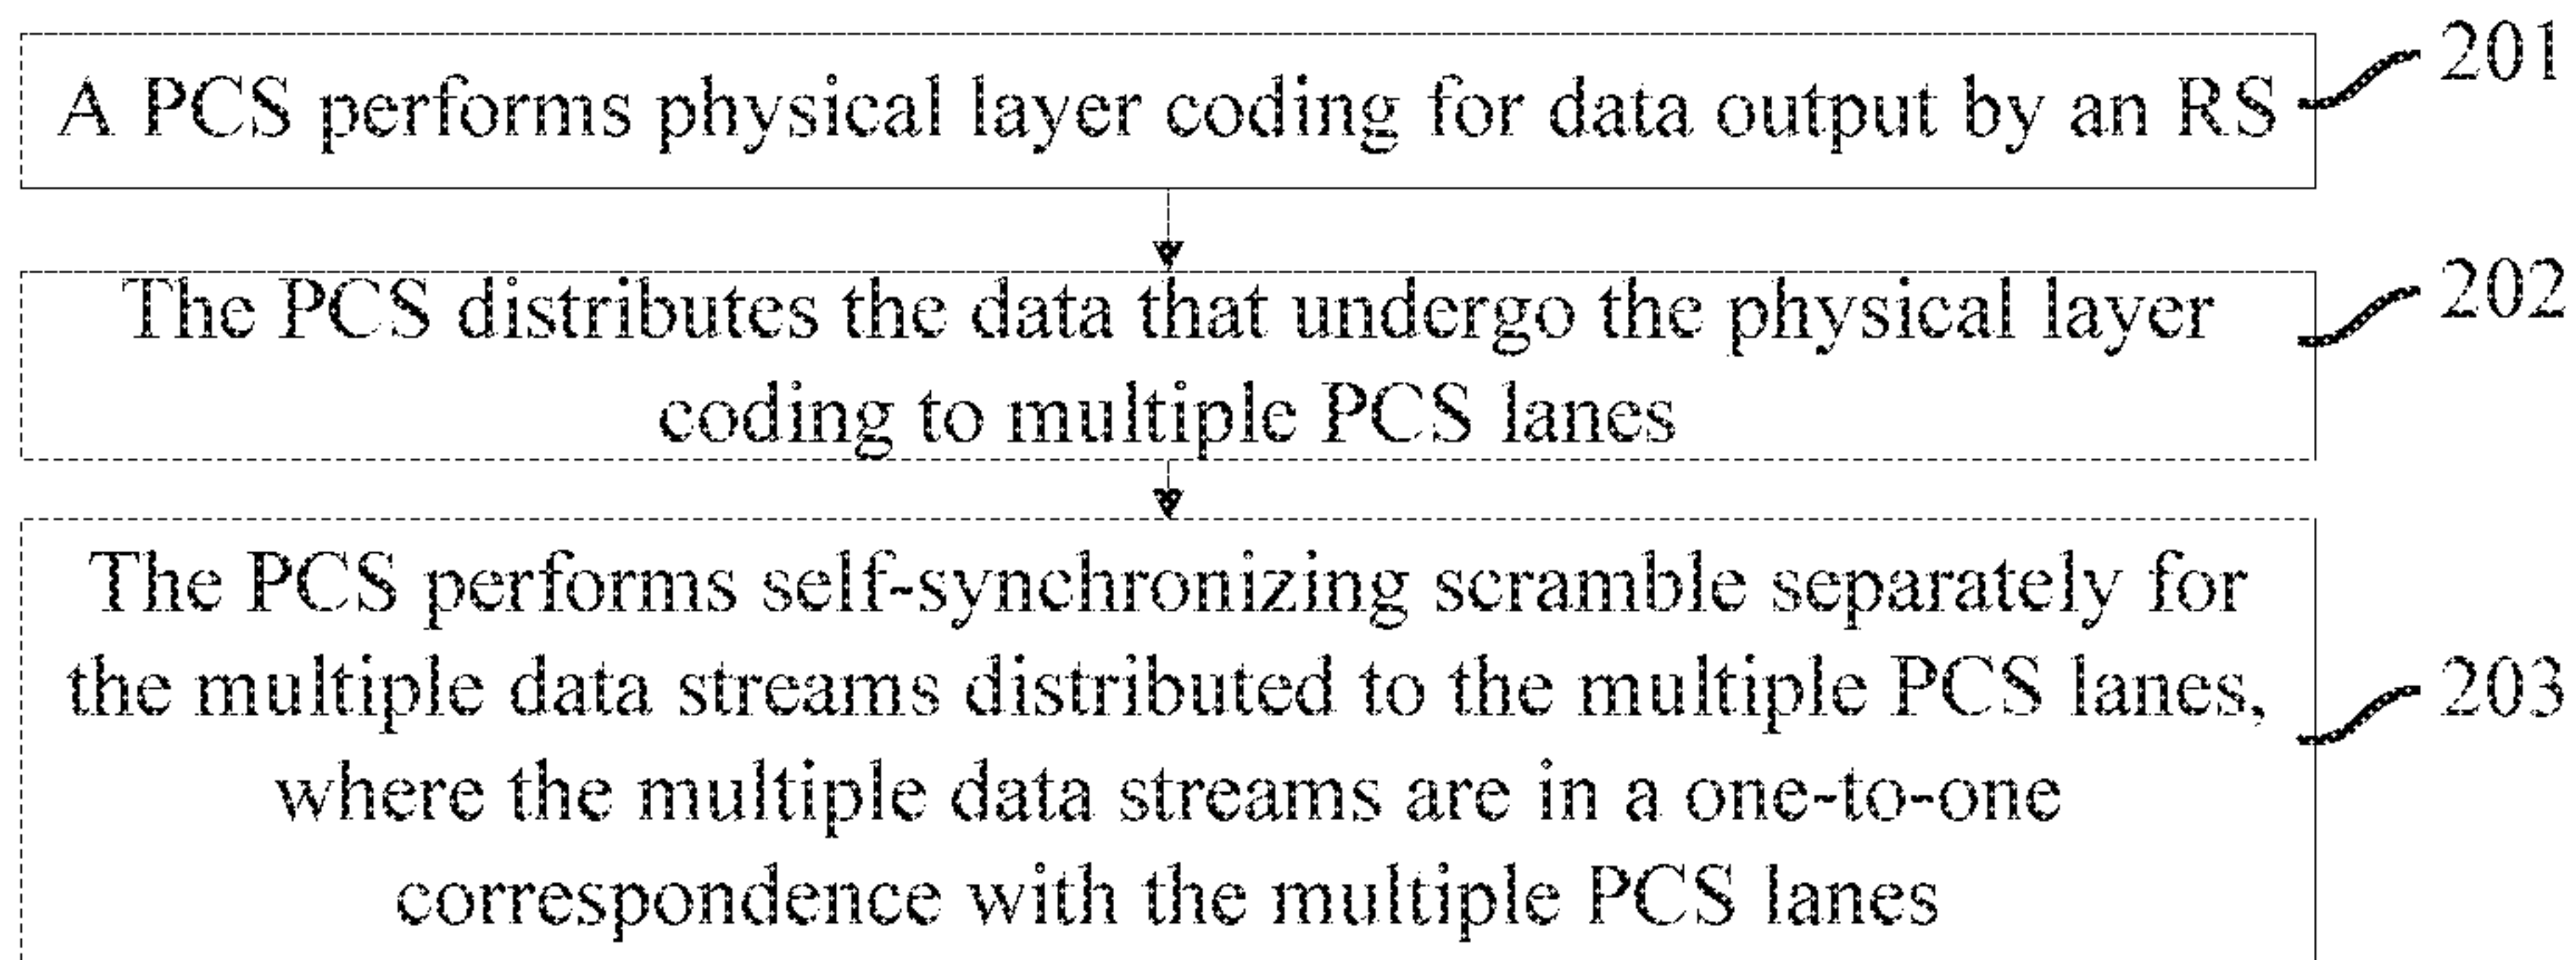 A PCS performs physical layer coding for data output by an RS
201
The PCS distributes the data that undergo the physical layer
coding to multiple PCS lanes
202
The PCS performs self-synchronizing scramble separately for
the multiple data streams distributed to the multiple PCS lanes,
where the multiple data streams are in a one-to-one
correspondence with the multiple PCS lanes
203